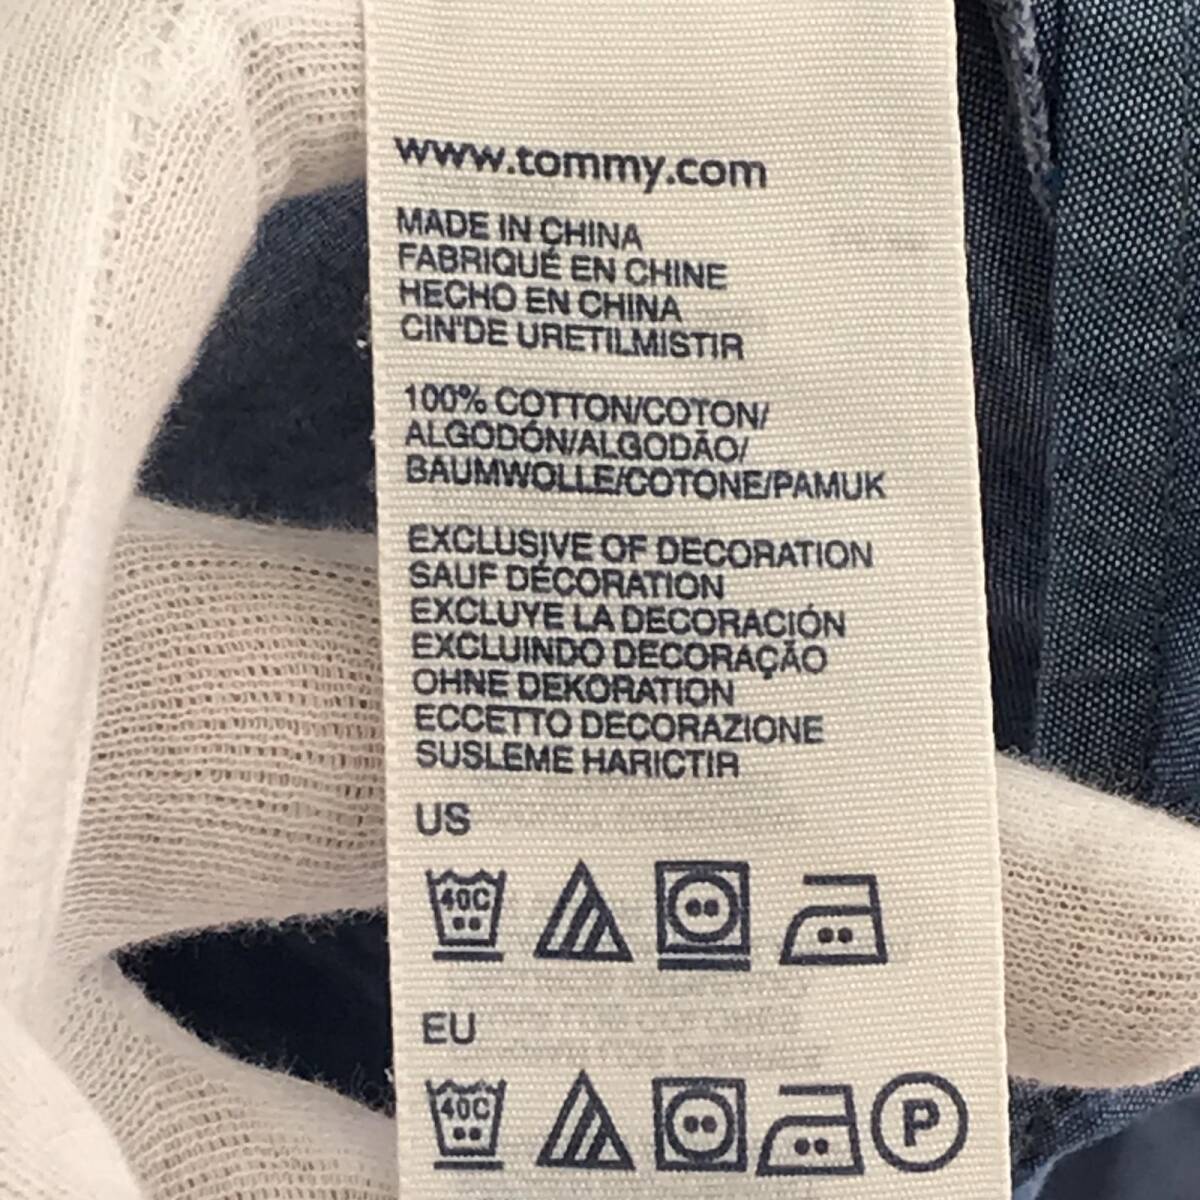 www.tommy.com
MADE IN CHINA
FABRIQUÉ EN CHINE
HECHO EN CHINA
CIN'DE URETILMISTIR
100% COTTON/COTON/
ALGODÓN/ALGODÃO/
BAUMWOLLE/COTONE/PAMUK
EXCLUSIVE OF DECORATION
SAUF DÉCORATION
EXCLUYE LA DECORACIÓN
EXCLUINDO DECORAÇÃO
OHNE DEKORATION
ECCETTO DECORAZIONE
SUSLEME HARICTIR
US
40C
EU
40C P